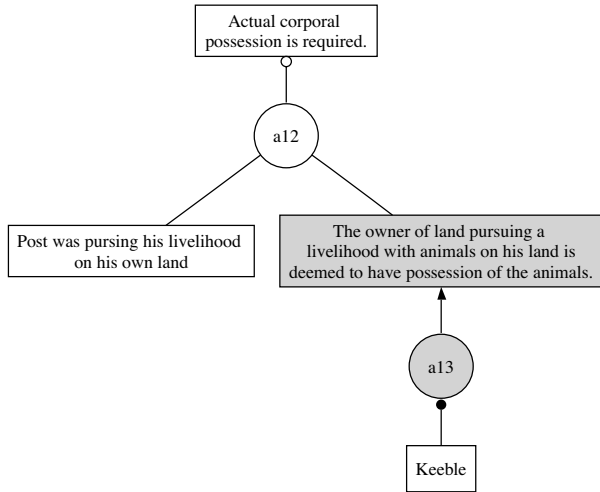 Actual corporal
possession is required.
a12
Post was pursing his livelihood
on his own land
The owner of land pursuing a
livelihood with animals on his land is
deemed to have possession of the animals.
a13
Keeble